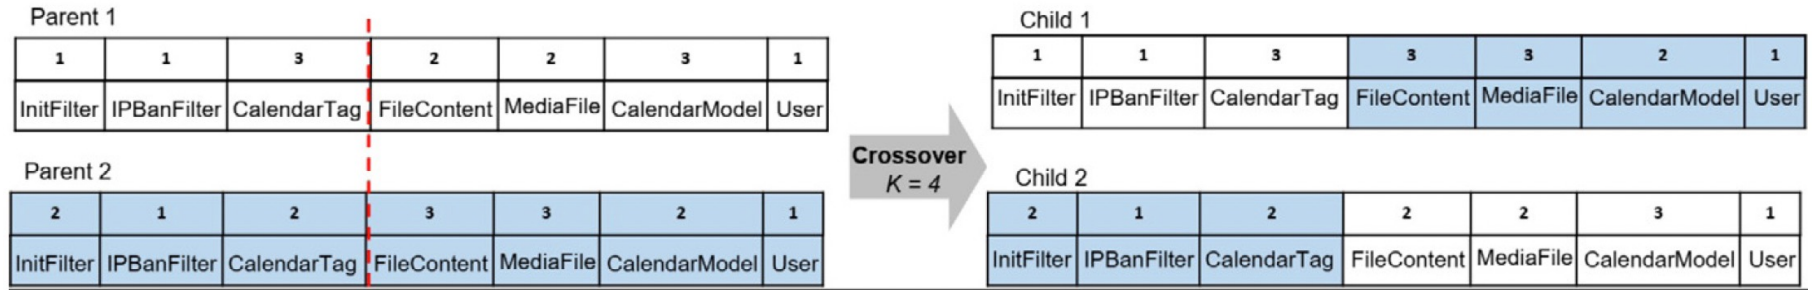 Parent 1
1 1 3 2 2 3 1
InitFilter IPBanFilter CalendarTag FileContent MediaFile CalendarModel User
Parent 2
2 1 2 3 3 2 1
InitFilter IPBanFilter CalendarTag FileContent MediaFile CalendarModel User
Crossover
K = 4
Child 1
1 1 3 3 3 2 1
InitFilter IPBanFilter CalendarTag FileContent MediaFile CalendarModel User
Child 2
2 1 2 2 2 3 1
InitFilter IPBanFilter CalendarTag FileContent MediaFile CalendarModel User